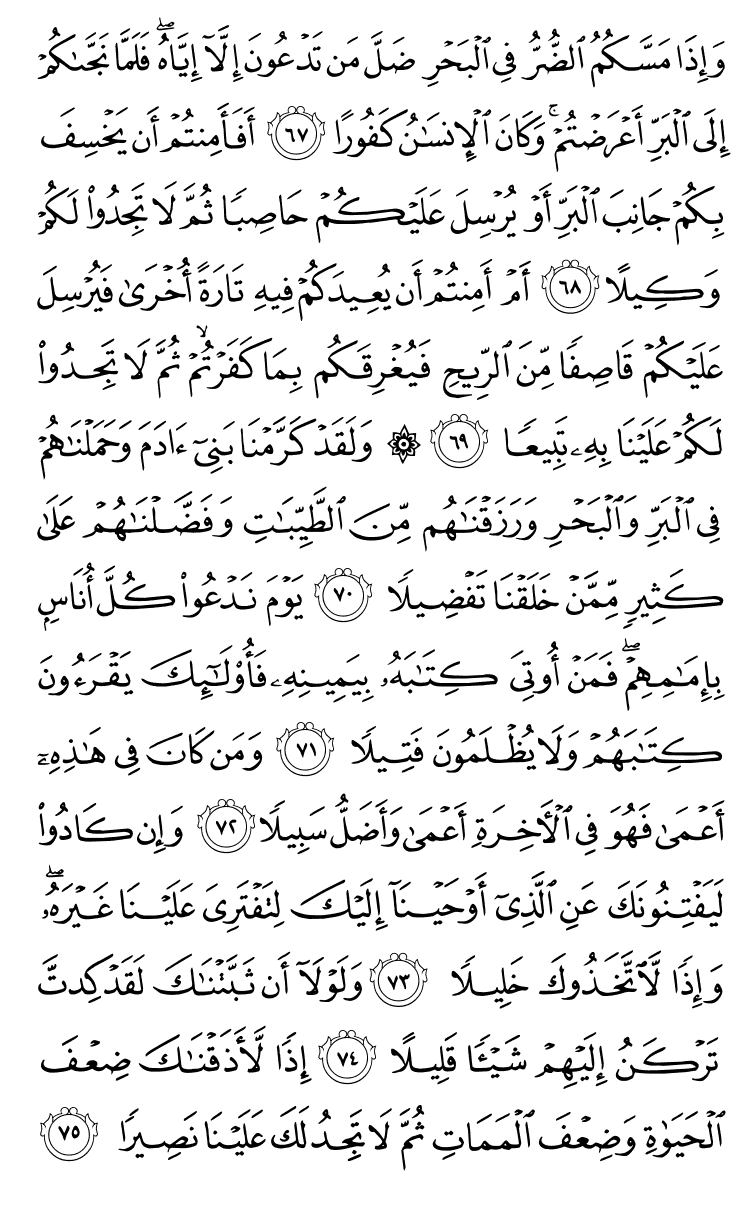 وَإِذَا مَسَّكُمُ ٱلضُّرُّ فِي ٱلۡبَحۡرِ ضَلَّ مَن تَدۡعُونَ إِلَّآ إِيَّاهُۖ فَلَمَّا نَجَّىٰكُمۡ
إِلَى ٱلۡبَرِّ أَعۡرَضۡتُمۡۚ وَكَانَ ٱلۡإِنسَٰنُ كَفُورًا ٦٧ أَفَأَمِنتُمۡ أَن يَخۡسِفَ
بِكُمۡ جَانِبَ ٱلۡبَرِّ أَوۡ يُرۡسِلَ عَلَيۡكُمۡ حَاصِبٗا ثُمَّ لَا تَجِدُواْ لَكُمۡ
وَكِيلًا ٦٨ أَمۡ أَمِنتُمۡ أَن يُعِيدَكُمۡ فِيهِ تَارَةً أُخۡرَىٰ فَيُرۡسِلَ
عَلَيۡكُمۡ قَاصِفٗا مِّنَ ٱلرِّيحِ فَيُغۡرِقَكُم بِمَا كَفَرۡتُمۡ ۙ ثُمَّ لَا تَجِدُواْ
لَكُمۡ عَلَيۡنَا بِهِۦ تَبِيعٗا ٦٩ ۞ وَلَقَدۡ كَرَّمۡنَا بَنِيٓ ءَادَمَ وَحَمَلۡنَٰهُمۡ
فِي ٱلۡبَرِّ وَٱلۡبَحۡرِ وَرَزَقۡنَٰهُم مِّنَ ٱلطَّيِّبَٰتِ وَفَضَّلۡنَٰهُمۡ عَلَىٰ
كَثِيرٖ مِّمَّنۡ خَلَقۡنَا تَفۡضِيلٗا ٧٠ يَوۡمَ نَدۡعُواْ كُلَّ أُنَاسِۭ
بِإِمَٰمِهِمۡۖ فَمَنۡ أُوتِيَ كِتَٰبَهُۥ بِيَمِينِهِۦ فَأُوْلَٰٓئِكَ يَقۡرَءُونَ
كِتَٰبَهُمۡ وَلَا يُظۡلَمُونَ فَتِيلٗا ٧١ وَمَن كَانَ فِي هَٰذِهِۦٓ
أَعۡمَىٰ فَهُوَ فِي ٱلۡأٓخِرَةِ أَعۡمَىٰ وَأَضَلُّ سَبِيلٗا ٧٢ وَإِن كَادُواْ
لَيَفۡتِنُونَكَ عَنِ ٱلَّذِيٓ أَوۡحَيۡنَآ إِلَيۡكَ لِتَفۡتَرِيَ عَلَيۡنَا غَيۡرَهُۥۖ
وَإِذٗا لَّٱتَّخَذُوكَ خَلِيلٗا ٧٣ وَلَوۡلَآ أَن ثَبَّتۡنَٰكَ لَقَدۡ كِدتَّ
تَرۡكَنُ إِلَيۡهِمۡ شَيۡـٔٗا قَلِيلًا ٧٤ إِذٗا لَّأَذَقۡنَٰكَ ضِعۡفَ
ٱلۡحَيَوٰةِ وَضِعۡفَ ٱلۡمَمَاتِ ثُمَّ لَا تَجِدُ لَكَ عَلَيۡنَا نَصِيرٗا ٧٥